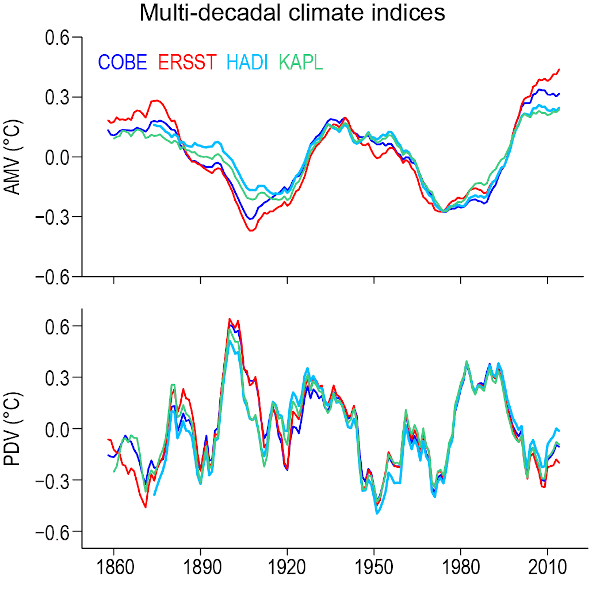 Multi-decadal climate indices
COBE ERSST HADI KAPL
AMV (°C)
0.6
0.3
0.0
−0.3
−0.6
PDV (°C)
0.6
0.3
0.0
−0.3
−0.6
1860 1890 1920 1950 1980 2010